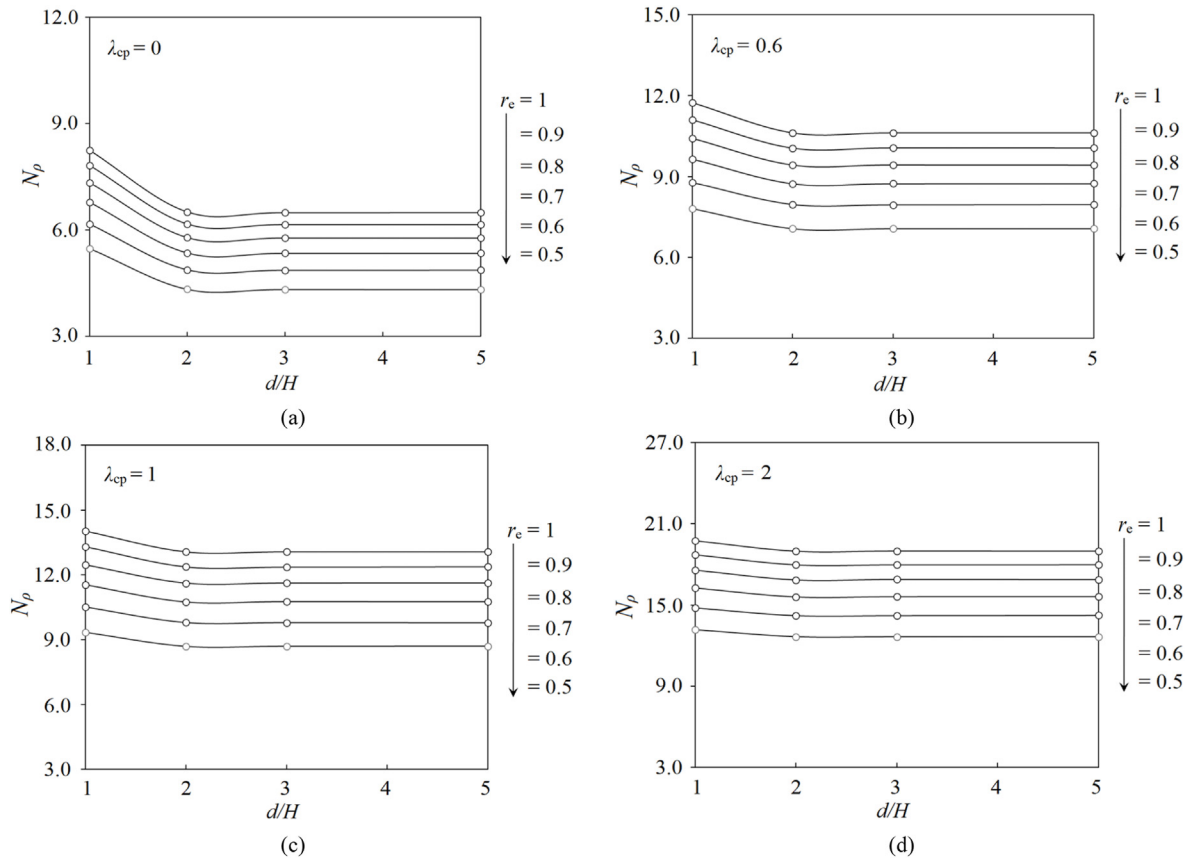 12.0
9.0
6.0
3.0
Nρ
λcp = 0
re = 1
= 0.9
= 0.8
= 0.7
= 0.6
= 0.5
1 2 3 4 5
d/H
(a)
15.0
12.0
9.0
6.0
3.0
Nρ
λcp = 0.6
re = 1
= 0.9
= 0.8
= 0.7
= 0.6
= 0.5
1 2 3 4 5
d/H
(b)
18.0
15.0
12.0
9.0
6.0
3.0
Nρ
λcp = 1
re = 1
= 0.9
= 0.8
= 0.7
= 0.6
= 0.5
1 2 3 4 5
d/H
(c)
27.0
21.0
15.0
9.0
3.0
Nρ
λcp = 2
re = 1
= 0.9
= 0.8
= 0.7
= 0.6
= 0.5
1 2 3 4 5
d/H
(d)